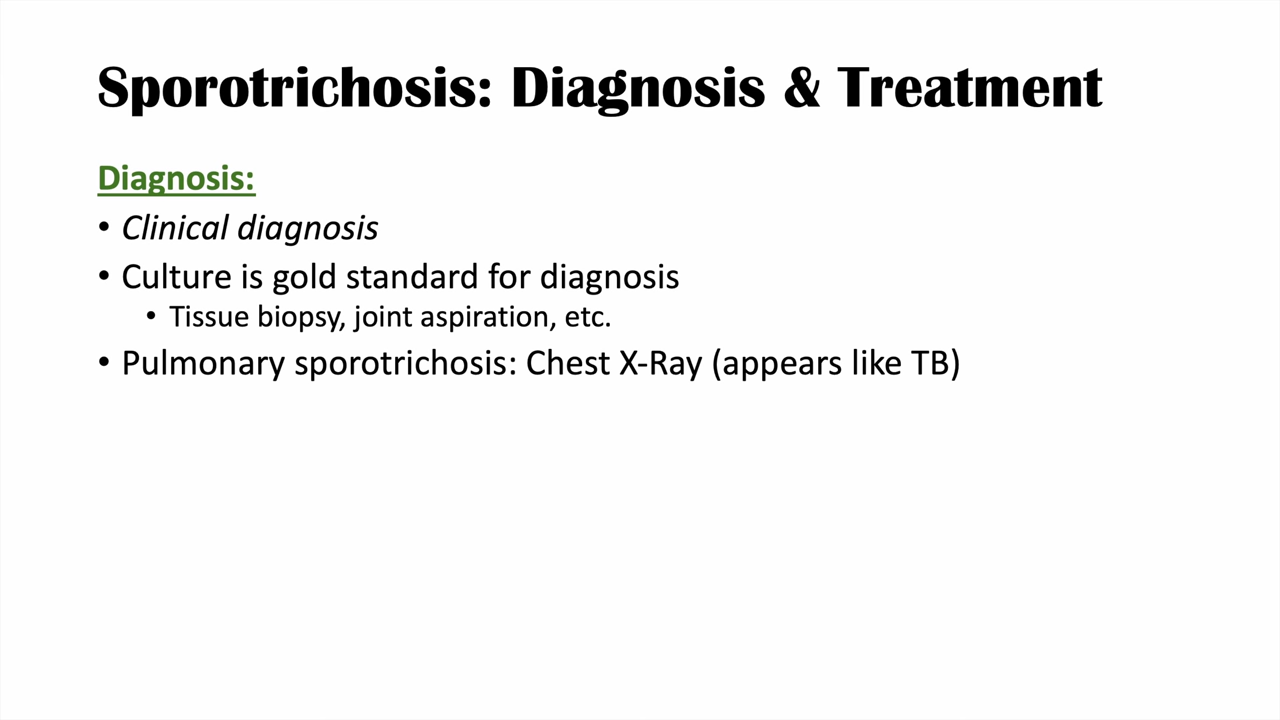 Sporotrichosis: Diagnosis & Treatment
Diagnosis:
• Clinical diagnosis
• Culture is gold standard for diagnosis
• Tissue biopsy, joint aspiration, etc.
• Pulmonary sporotrichosis: Chest X-Ray (appears like TB)